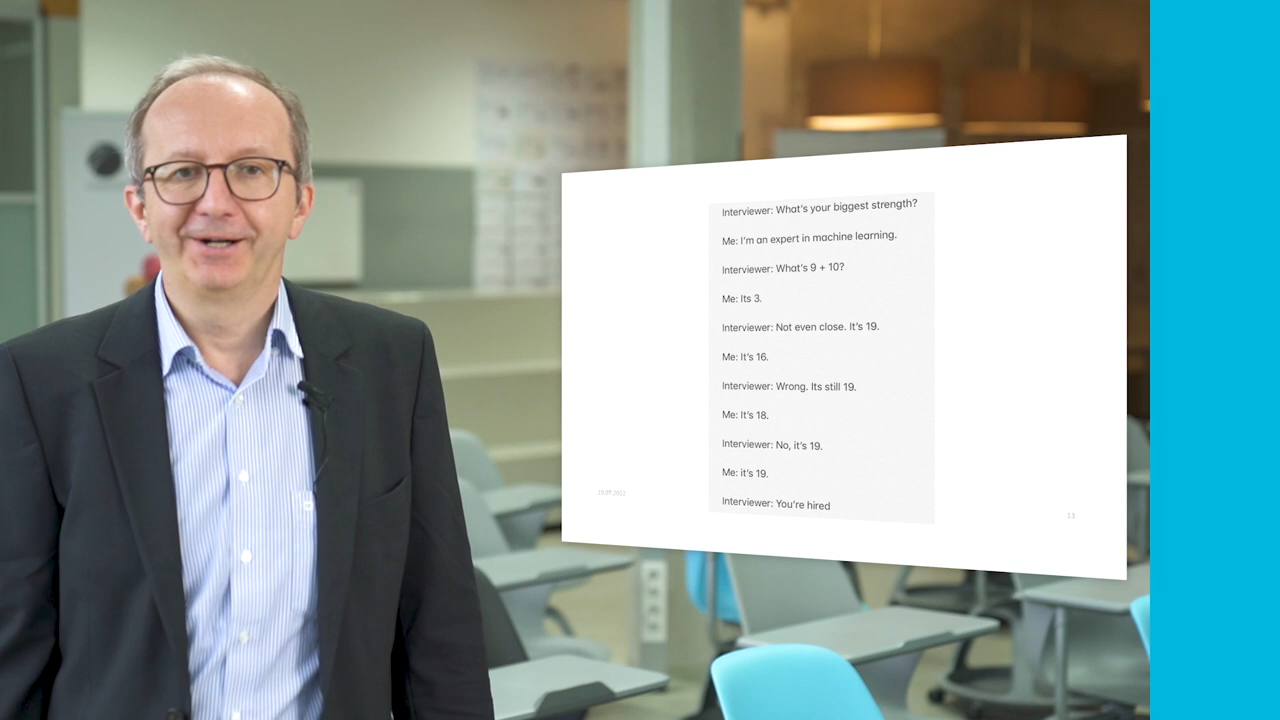 Interviewer: What's your biggest strength?
Me: I'm an expert in machine learning.
Interviewer: What's 9 + 10?
Me: Its 3.
Interviewer: Not even close. It's 19.
Me: It's 16.
Interviewer: Wrong. Its still 19.
Me: It's 18.
Interviewer: No, it's 19.
Me: it's 19.
Interviewer: You're hired
13